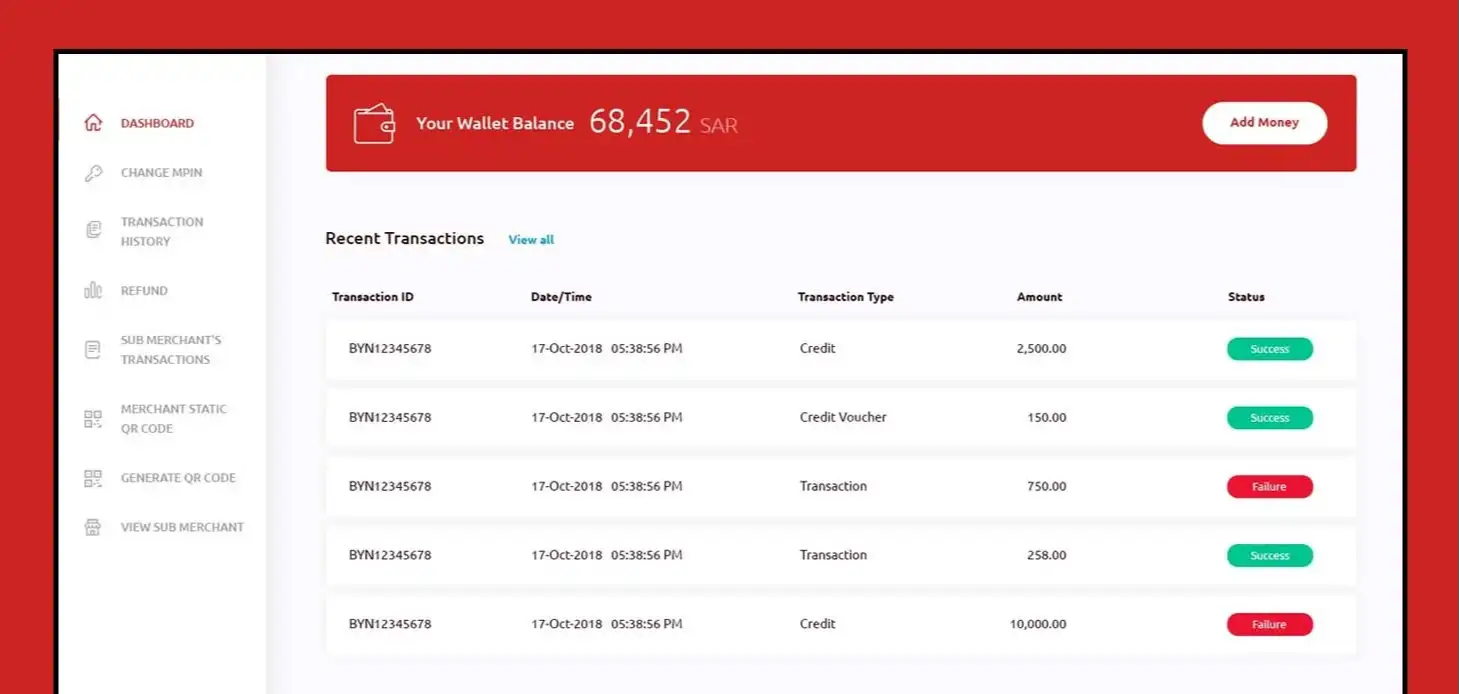 DASHBOARD
CHANGE MPIN
TRANSACTION
HISTORY
REFUND
SUB MERCHANT'S
TRANSACTIONS
MERCHANT STATIC
QR CODE
GENERATE QR CODE
VIEW SUB MERCHANT
Your Wallet Balance 68,452 SAR
Add Money
Recent Transactions View all
Transaction ID Date/Time Transaction Type Amount Status
BYN12345678 17-Oct-2018 05:38:56 PM Credit 2,500.00 Success
BYN12345678 17-Oct-2018 05:38:56 PM Credit Voucher 150.00 Success
BYN12345678 17-Oct-2018 05:38:56 PM Transaction 750.00 Failure
BYN12345678 17-Oct-2018 05:38:56 PM Transaction 258.00 Success
BYN12345678 17-Oct-2018 05:38:56 PM Credit 10,000.00 Failure